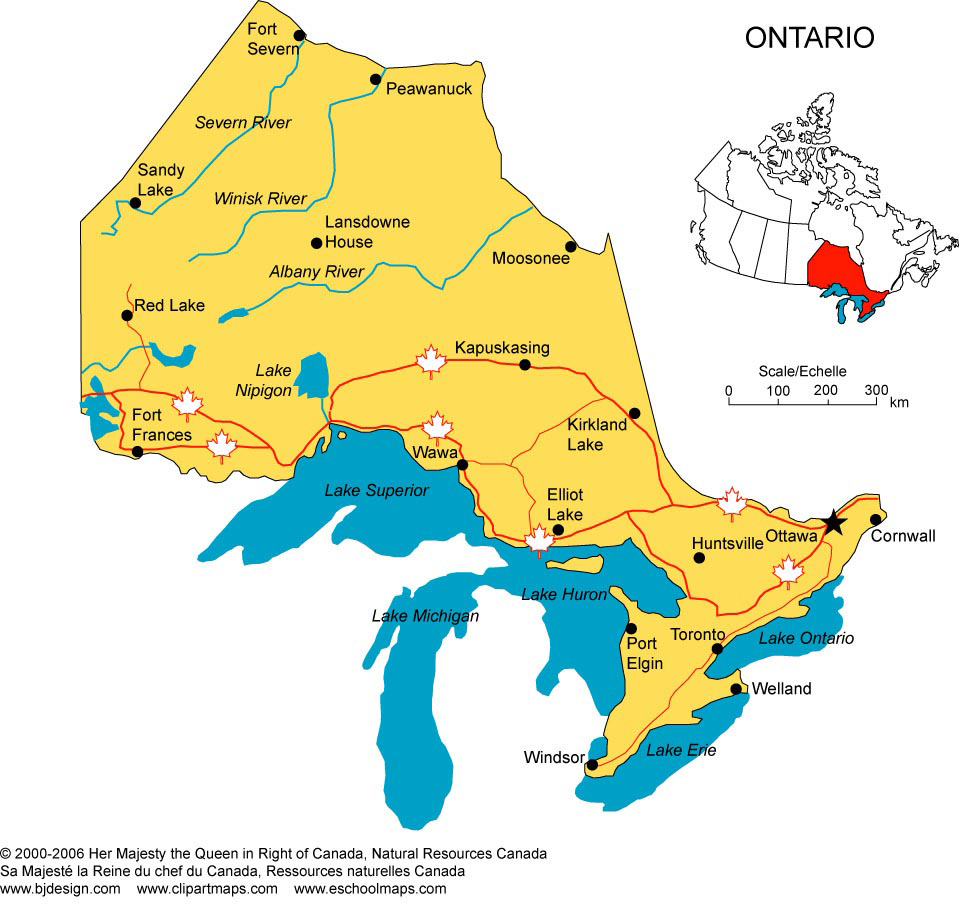 ONTARIO
Fort
Severn
Peawanuck
Severn River
Sandy
Lake
Winisk River
Lansdowne
House
Moosonee
Albany River
Red Lake
Kapuskasing
Lake
Nipigon
Scale/Echelle
0 100 200 300
km
Fort
Frances
Kirkland
Lake
Wawa
Lake Superior
Elliot
Lake
Huntsville
Ottawa
Cornwall
Lake Huron
Lake Michigan
Port
Elgin
Toronto
Lake Ontario
Welland
Lake Erie
Windsor
© 2000-2006 Her Majesty the Queen in Right of Canada, Natural Resources Canada
Sa Majesté la Reine du chef du Canada, Ressources naturelles Canada
www.bjdesign.com www.clipartmaps.com www.eschoolmaps.com